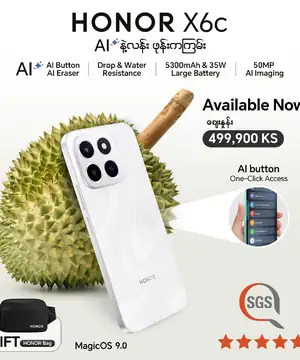 HONOR X6c
AI နဲ့လန်း ဖုန်းကကြမ်း
AI
AI Button
AI Eraser
Drop & Water
Resistance
5300mAh & 35W
Large Battery
50MP
AI Imaging
Available Now
ဈေးနှုန်း
499,900 KS
AI button
One-Click Access
HONOR
HONOR
IFT HONOR Bag
MagicOS 9.0
SGS